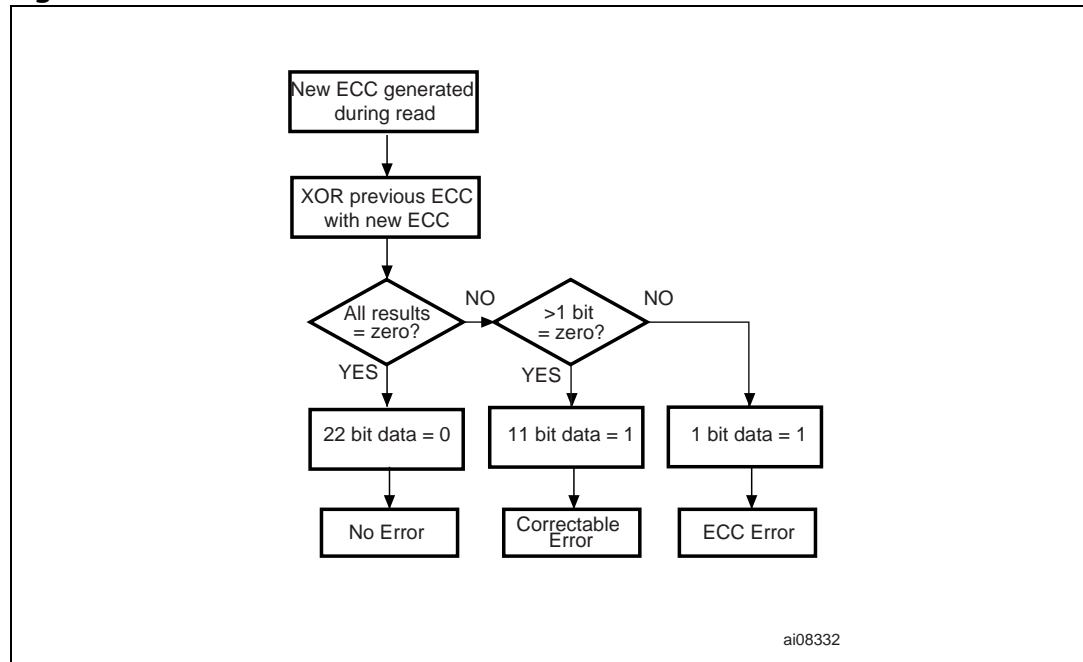 New ECC generated
during read
XOR previous ECC
with new ECC
All results
= zero?
NO
>1 bit
= zero?
NO
YES
YES
22 bit data = 0
11 bit data = 1
1 bit data = 1
No Error
Correctable
Error
ECC Error
ai08332